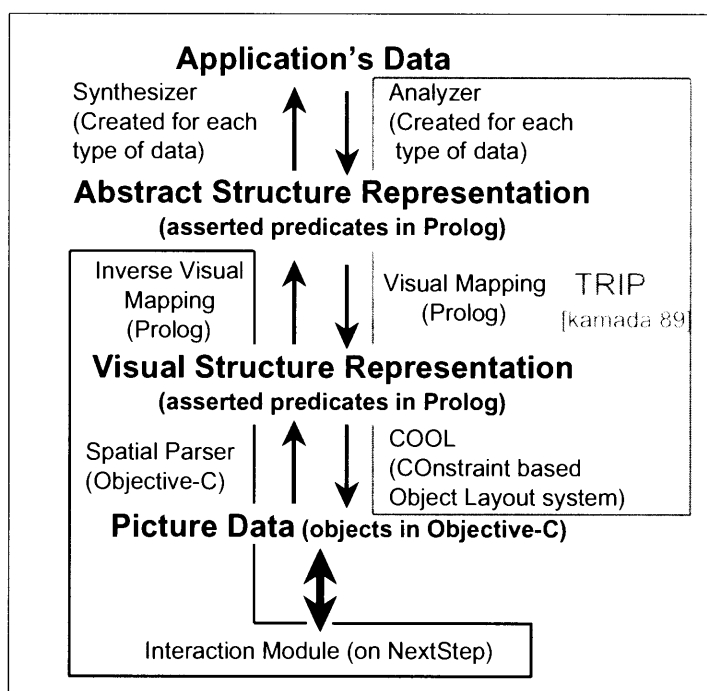 Application's Data
Synthesizer
(Created for each
type of data)
Analyzer
(Created for each
type of data)
Abstract Structure Representation
(asserted predicates in Prolog)
Inverse Visual
Mapping
(Prolog)
Visual Mapping
(Prolog)
TRIP
[kamada 89]
Visual Structure Representation
(asserted predicates in Prolog)
Spatial Parser
(Objective-C)
COOL
(COnstraint based
Object Layout system)
Picture Data (objects in Objective-C)
Interaction Module (on NextStep)